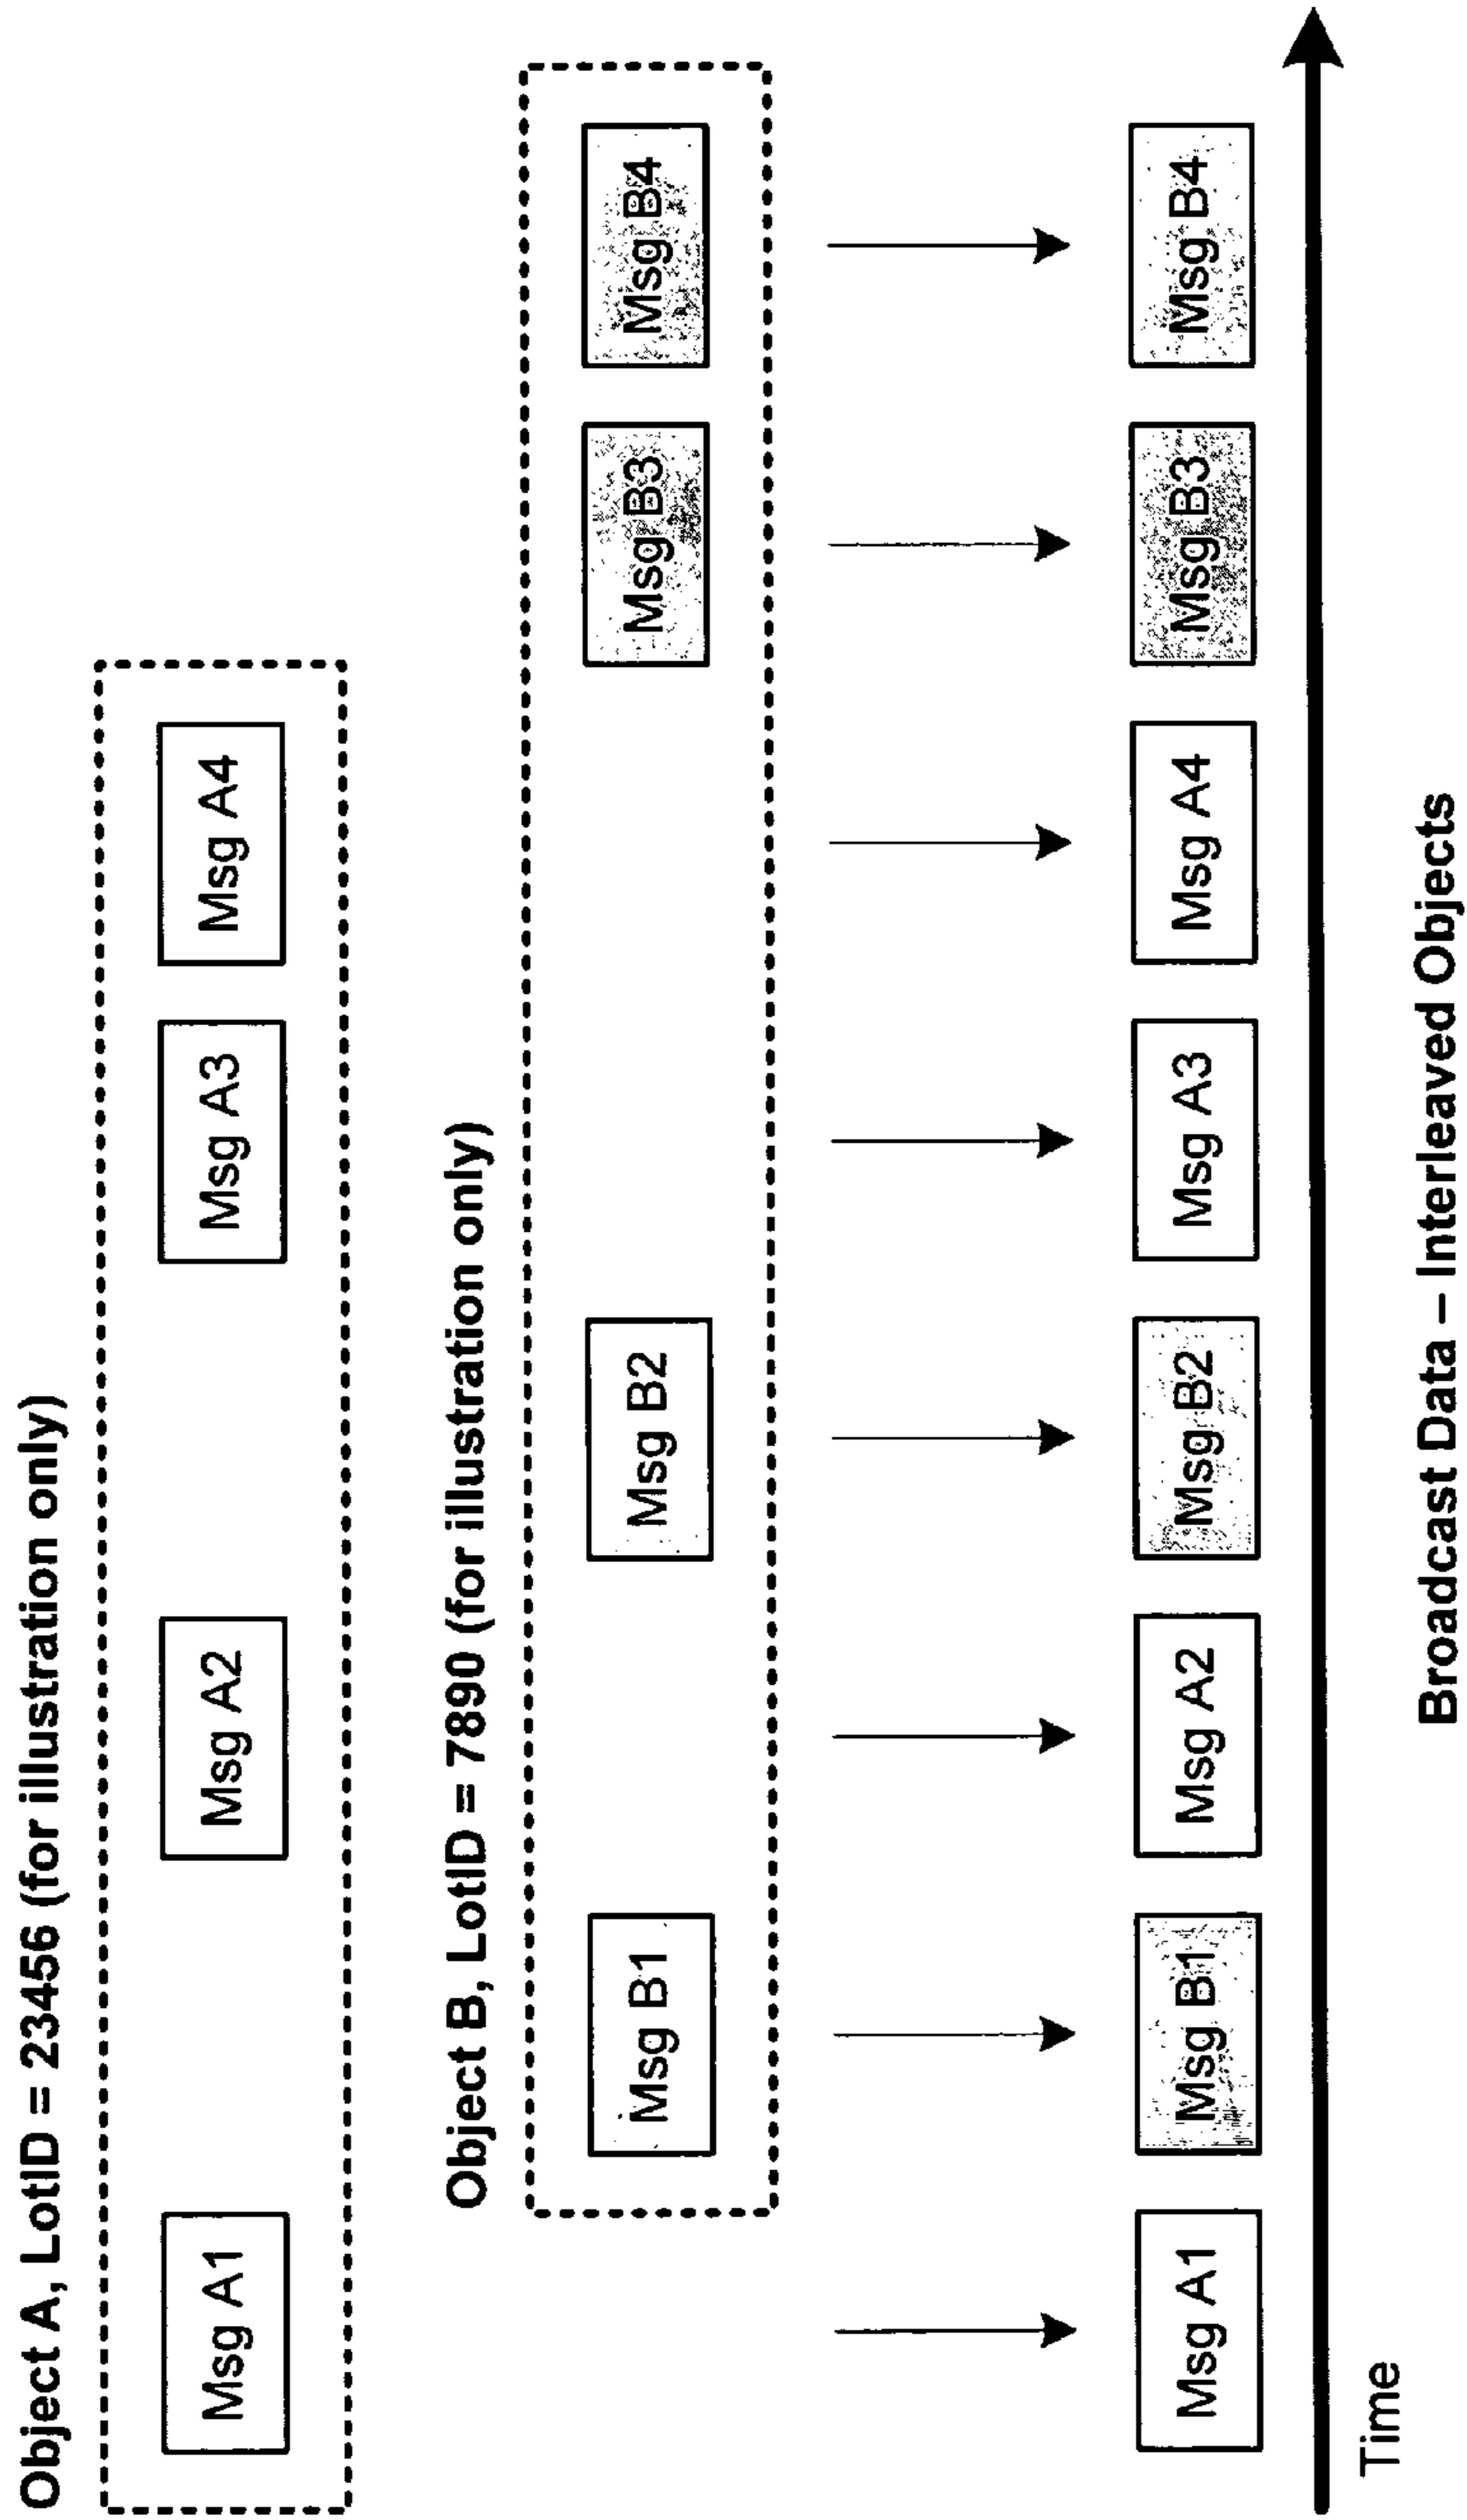 Object A, LotID = 23456 (for illustration only)
Msg A1
Msg A2
Msg A3
Msg A4
Object B, LotID = 7890 (for illustration only)
Msg B1
Msg B2
Msg B3
Msg B4
Msg A1
Msg B1
Msg A2
Msg B2
Msg A3
Msg A4
Msg B3
Msg B4
Time
Broadcast Data – Interleaved Objects